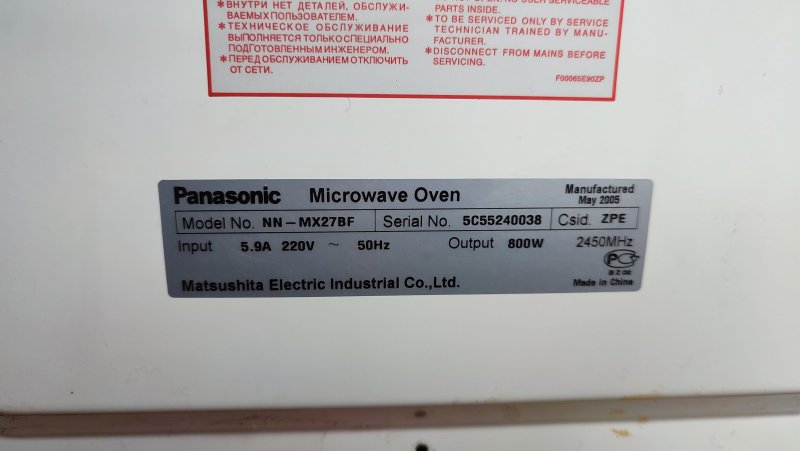 *ВНУТРИ НЕТ ДЕТАЛЕЙ, ОБСЛУЖИ-
ВАЕМЫХ ПОЛЬЗОВАТЕЛЕМ.
*ТЕХНИЧЕСКОЕ ОБСЛУЖИВАНИЕ
ВЫПОЛНЯЕТСЯ ТОЛЬКО СПЕЦИАЛЬНО
ПОДГОТОВЛЕННЫМ ИНЖЕНЕРОМ.
*ПЕРЕД ОБСЛУЖИВАНИЕМ ОТКЛЮЧИТЬ
ОТ СЕТИ.
NO USER SERVICEABLE
PARTS INSIDE.
*TO BE SERVICED ONLY BY SERVICE
TECHNICIAN TRAINED BY MANU-
FACTURER.
*DISCONNECT FROM MAINS BEFORE
SERVICING.
F00065E90ZP
Panasonic Microwave Oven
Manufactured
May 2005
Model No. NN-MX27BF Serial No. 5C55240038 Csid. ZPE
Input 5.9A 220V ~ 50Hz Output 800W 2450MHz
Matsushita Electric Industrial Co.,Ltd.
Made in China